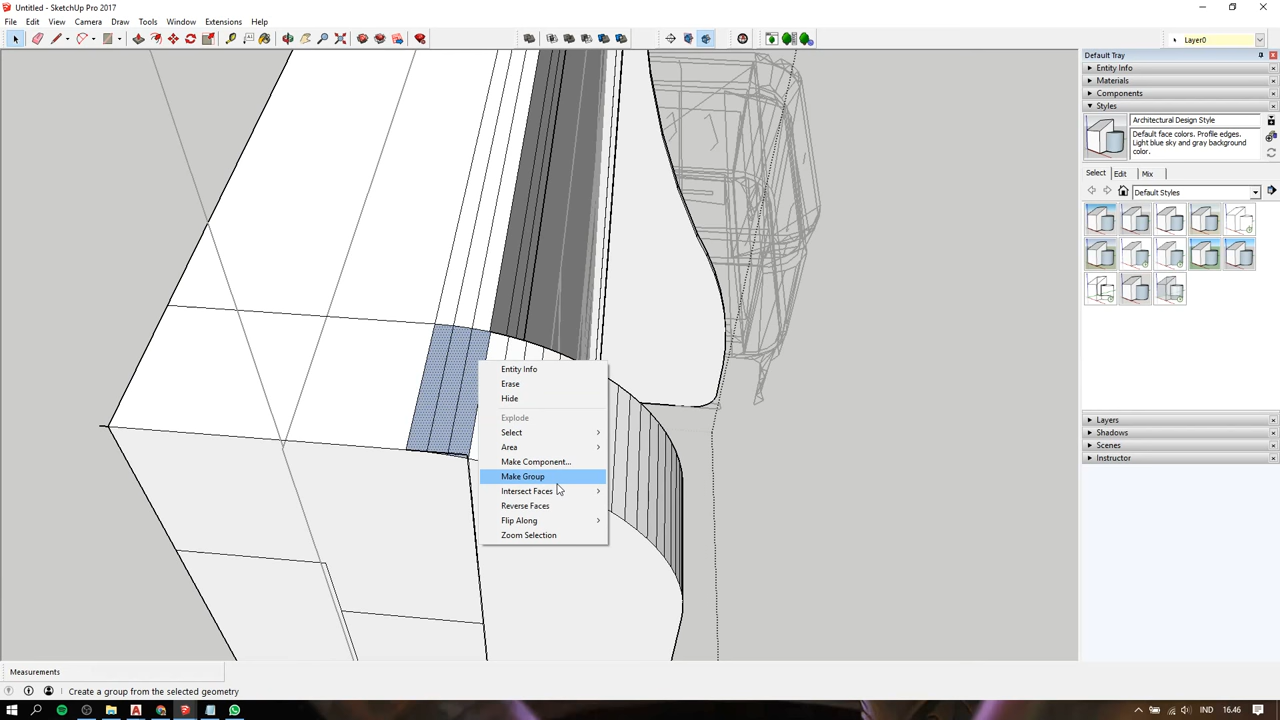 Untitled - SketchUp Pro 2017
File Edit View Camera Draw Tools Window Extensions Help
Layer0
Default Tray
Entity Info
Materials
Components
Styles
Architectural Design Style
Default face colors. Profile edges.
Light blue sky and gray background
color.
Select Edit Mix
Default Styles
Entity Info
Erase
Hide
Explode
Select
Area
Make Component...
Make Group
Intersect Faces
Reverse Faces
Flip Along
Zoom Selection
Layers
Shadows
Scenes
Instructor
Measurements
Create a group from the selected geometry
IND 16.46